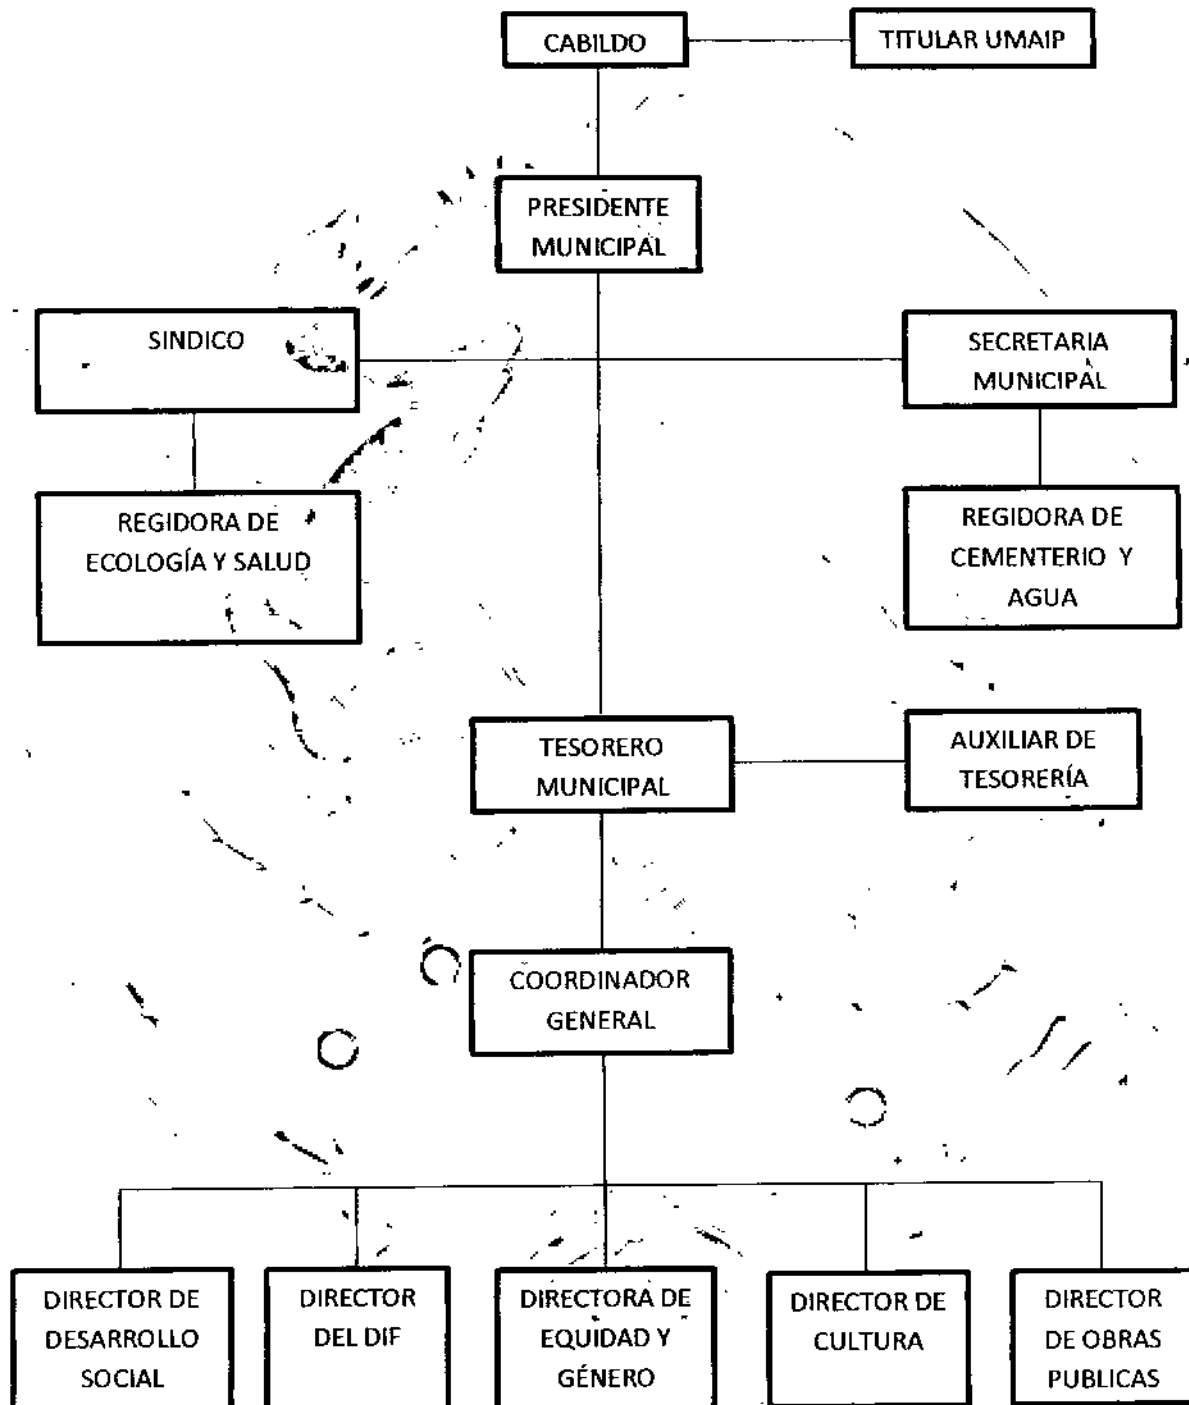 CABILDO
TITULAR UMAIP
PRESIDENTE
MUNICIPAL
SINDICO
SECRETARIA
MUNICIPAL
REGIDORA DE
ECOLOGÍA Y SALUD
REGIDORA DE
CEMENTERIO Y
AGUA
TESORERO
MUNICIPAL
AUXILIAR DE
TESORERÍA
COORDINADOR
GENERAL
DIRECTOR DE
DESARROLLO
SOCIAL
DIRECTOR
DEL DIF
DIRECTORA DE
EQUIDAD Y
GÉNERO
DIRECTOR DE
CULTURA
DIRECTOR
DE OBRAS
PUBLICAS